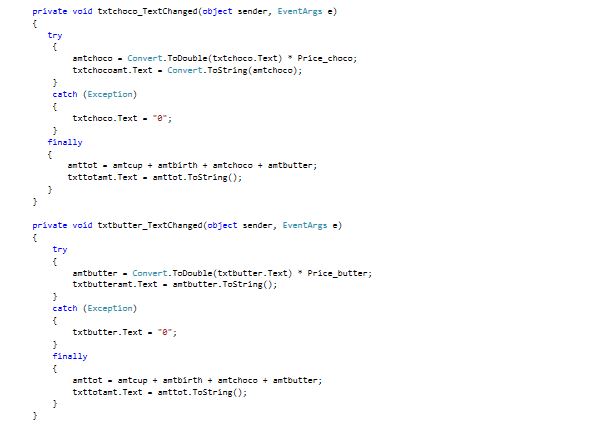 private void txtchoco_TextChanged(object sender, EventArgs e)
{
try
{
amtchoco = Convert.ToDouble(txtchoco.Text) * Price_choco;
txtchocoamt.Text = Convert.ToString(amtchoco);
}
catch (Exception)
{
txtchoco.Text = "0";
}
finally
{
amttot = amtcup + amtbirth + amtchoco + amtbutter;
txttotamt.Text = amttot.ToString();
}
}
private void txtbutter_TextChanged(object sender, EventArgs e)
{
try
{
amtbutter = Convert.ToDouble(txtbutter.Text) * Price_butter;
txtbutteramt.Text = amtbutter.ToString();
}
catch (Exception)
{
txtbutter.Text = "0";
}
finally
{
amttot = amtcup + amtbirth + amtchoco + amtbutter;
txttotamt.Text = amttot.ToString();
}
}